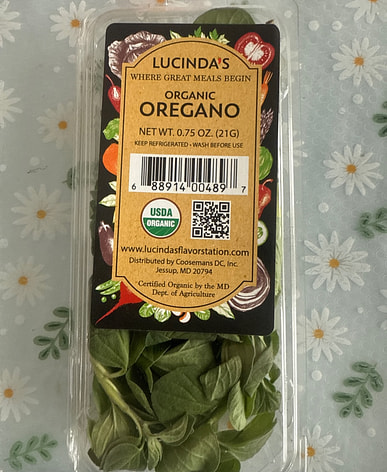 LUCINDA'S
WHERE GREAT MEALS BEGIN
ORGANIC
OREGANO
NET WT. 0.75 OZ. (21G)
KEEP REFRIGERATED • WASH BEFORE USE
6 88914 00489 7
USDA
ORGANIC
www.lucindasflavorstation.com
Distributed by Coosemans DC, Inc.
Jessup, MD 20794
Certified Organic by the MD
Dept. of Agriculture